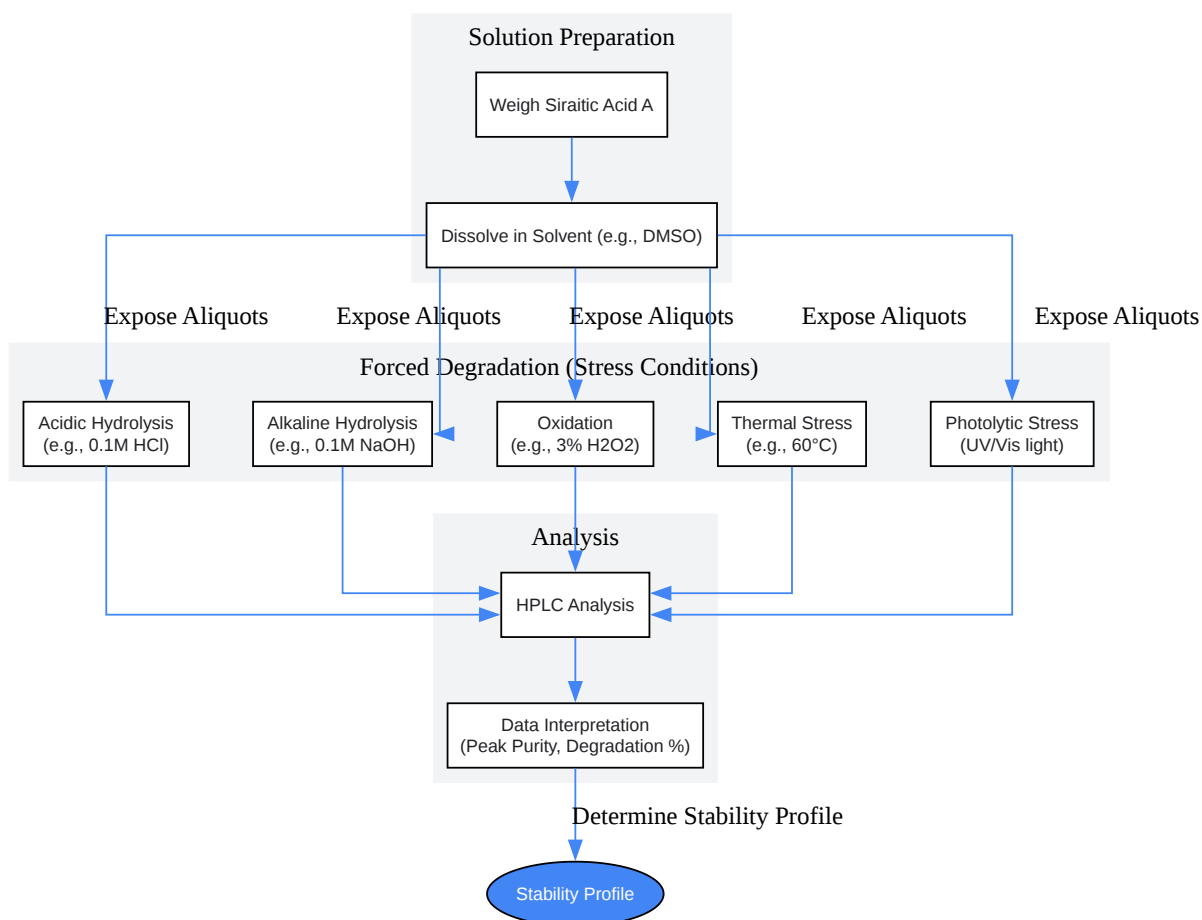 Solution Preparation
Weigh Siraitic Acid A
Dissolve in Solvent (e.g., DMSO)
Expose Aliquots
Expose Aliquots
Expose Aliquots
Expose Aliquots
Expose Aliquots
Forced Degradation (Stress Conditions)
Acidic Hydrolysis
(e.g., 0.1M HCl)
Alkaline Hydrolysis
(e.g., 0.1M NaOH)
Oxidation
(e.g., 3% H2O2)
Thermal Stress
(e.g., 60°C)
Photolytic Stress
(UV/Vis light)
Analysis
HPLC Analysis
Data Interpretation
(Peak Purity, Degradation %)
Determine Stability Profile
Stability Profile